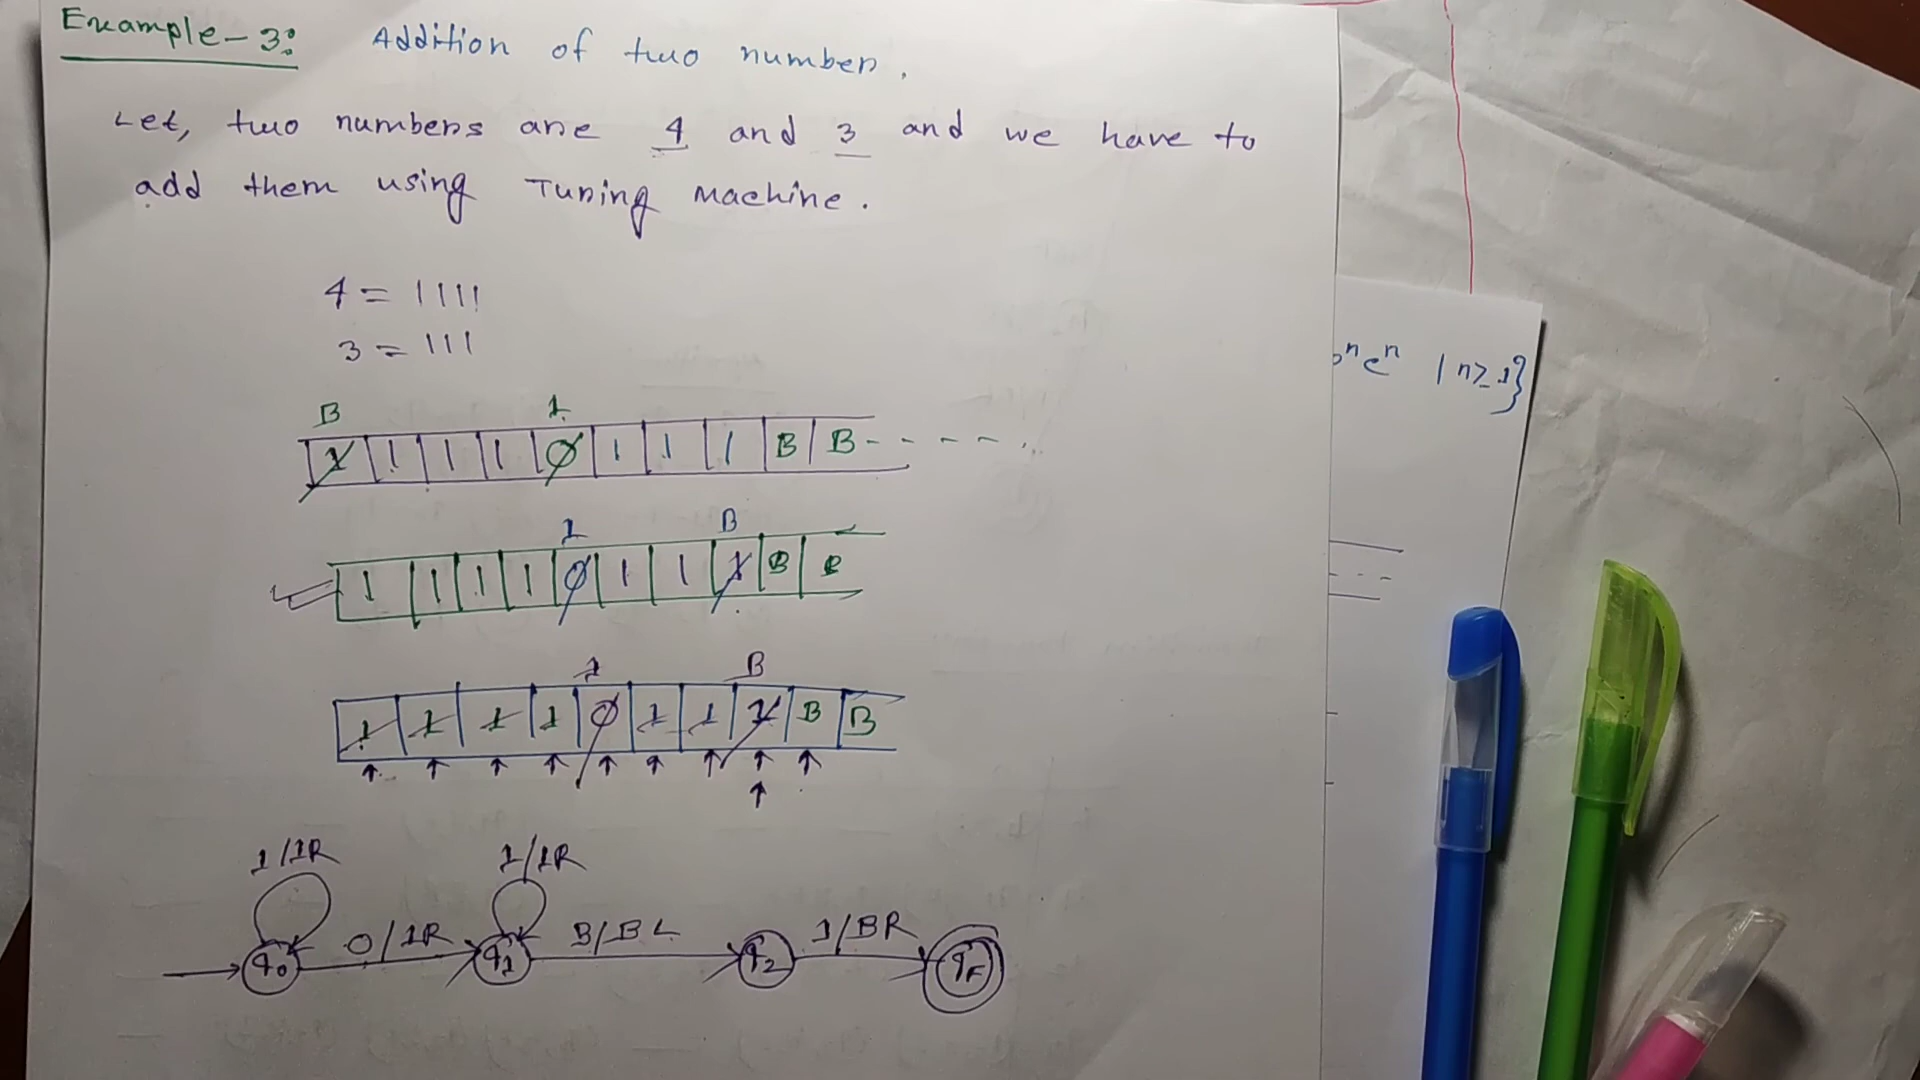 Example-3:
Addition of two number.
Let, two numbers are 4 and 3 and we have to
add them using Turing Machine.
4 = 1111
3 = 111
B 1
1 1 1 1 0 1 1 1 B B - - - - .
1 B
1 1 1 1 0 1 1 1 B B
1 B
1 1 1 1 0 1 1 1 B B
1/1R 1/1R
0/1R B/BL 1/BR
q0 q1 q2 qF
n c n | n≥1}